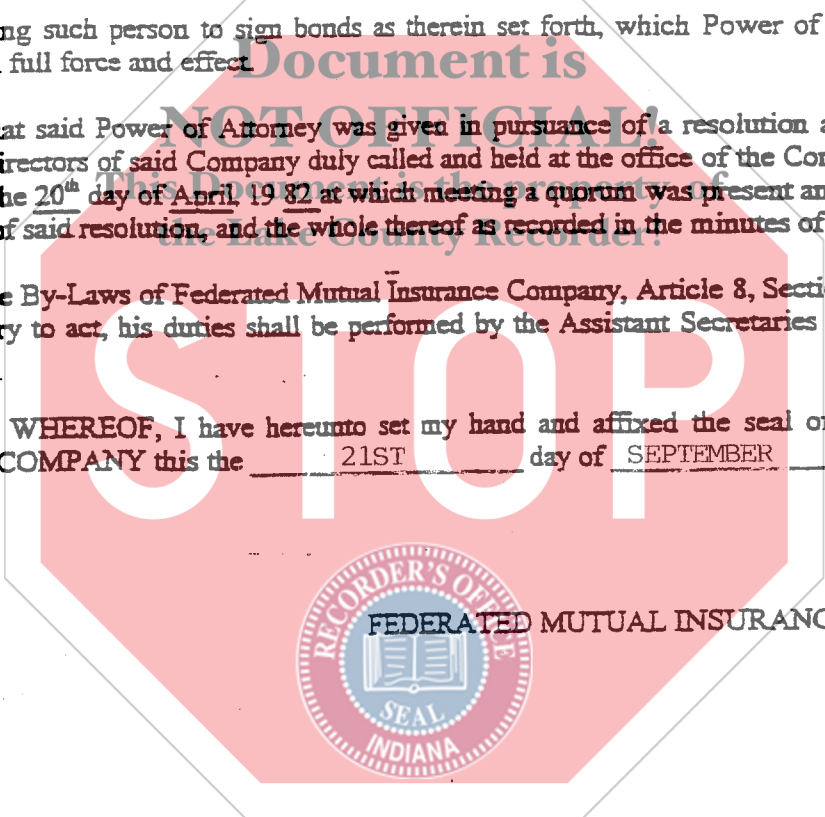 ng such person to sign bonds as therein set forth, which Power of
full force and effect.
Document is
NOT OFFICIAL!
This Document is the property of
the Lake County Recorder!
at said Power of Attorney was given in pursuance of a resolution a
irectors of said Company duly called and held at the office of the Com
he 20th day of April, 19 82 at which meeting a quorum was present an
of said resolution, and the whole thereof as recorded in the minutes of
e By-Laws of Federated Mutual Insurance Company, Article 8, Secti
ry to act, his duties shall be performed by the Assistant Secretaries
STOP
WHEREOF, I have hereunto set my hand and affixed the seal of
COMPANY this the 21ST day of SEPTEMBER
RECORDER'S OFFICE
SEAL
INDIANA
FEDERATED MUTUAL INSURANC